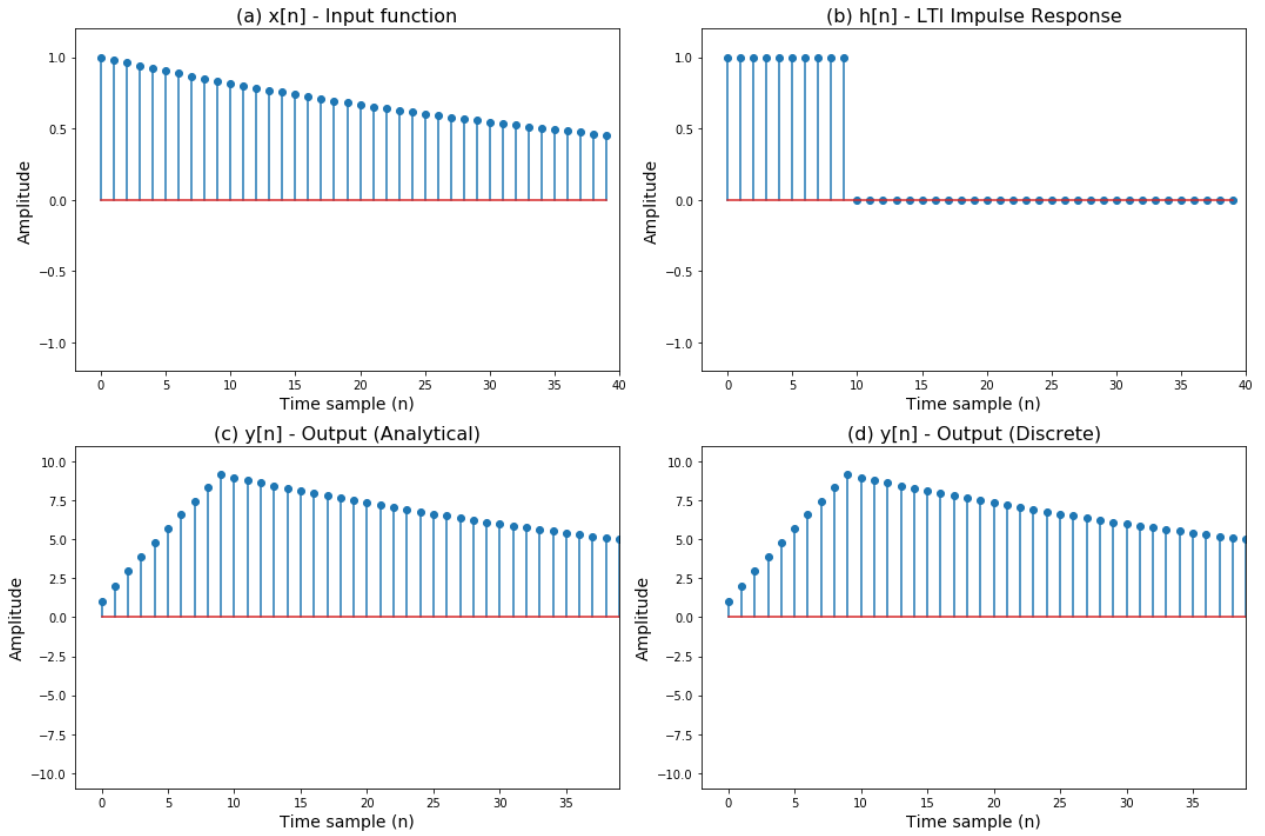 (a) x[n] - Input function
Amplitude
1.0
0.5
0.0
−0.5
−1.0
0 5 10 15 20 25 30 35 40
Time sample (n)
(b) h[n] - LTI Impulse Response
Amplitude
1.0
0.5
0.0
−0.5
−1.0
0 5 10 15 20 25 30 35 40
Time sample (n)
(c) y[n] - Output (Analytical)
Amplitude
10.0
7.5
5.0
2.5
0.0
−2.5
−5.0
−7.5
−10.0
0 5 10 15 20 25 30 35
Time sample (n)
(d) y[n] - Output (Discrete)
Amplitude
10.0
7.5
5.0
2.5
0.0
−2.5
−5.0
−7.5
−10.0
0 5 10 15 20 25 30 35
Time sample (n)